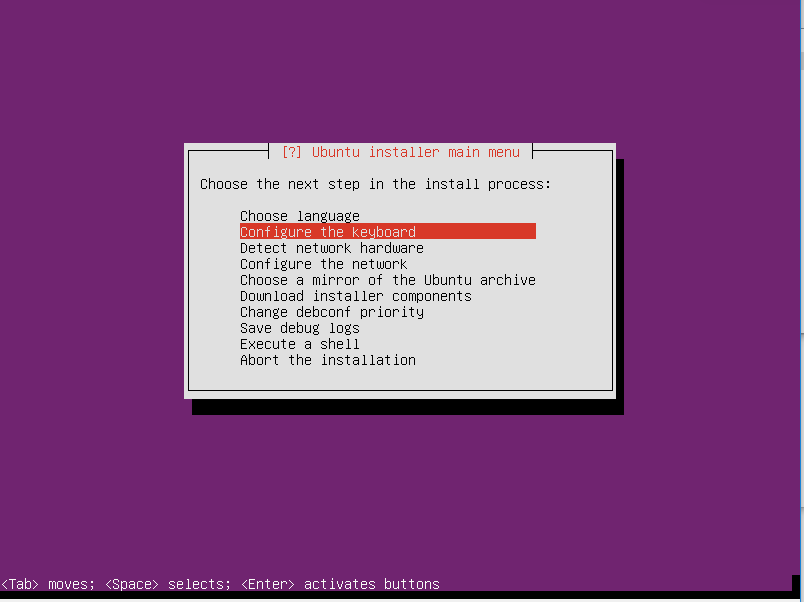 [?] Ubuntu installer main menu
Choose the next step in the install process:
Choose language
Configure the keyboard
Detect network hardware
Configure the network
Choose a mirror of the Ubuntu archive
Download installer components
Change debconf priority
Save debug logs
Execute a shell
Abort the installation
<Tab> moves; <Space> selects; <Enter> activates buttons